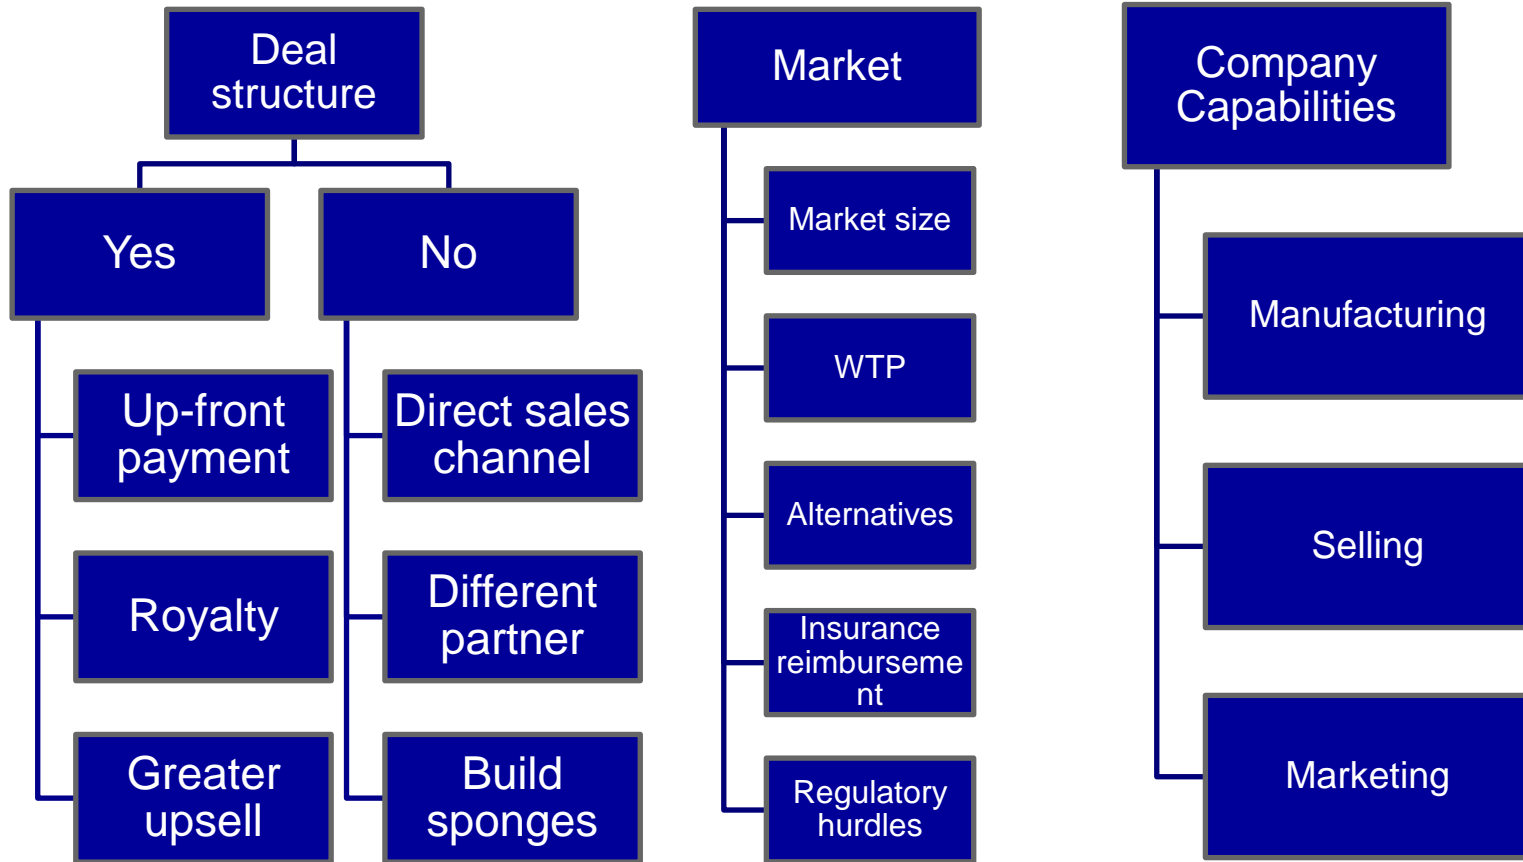 Deal
structure
Yes
No
Up-front
payment
Direct sales
channel
Royalty
Different
partner
Greater
upsell
Build
sponges
Market
Market size
WTP
Alternatives
Insurance
reimburseme
nt
Regulatory
hurdles
Company
Capabilities
Manufacturing
Selling
Marketing